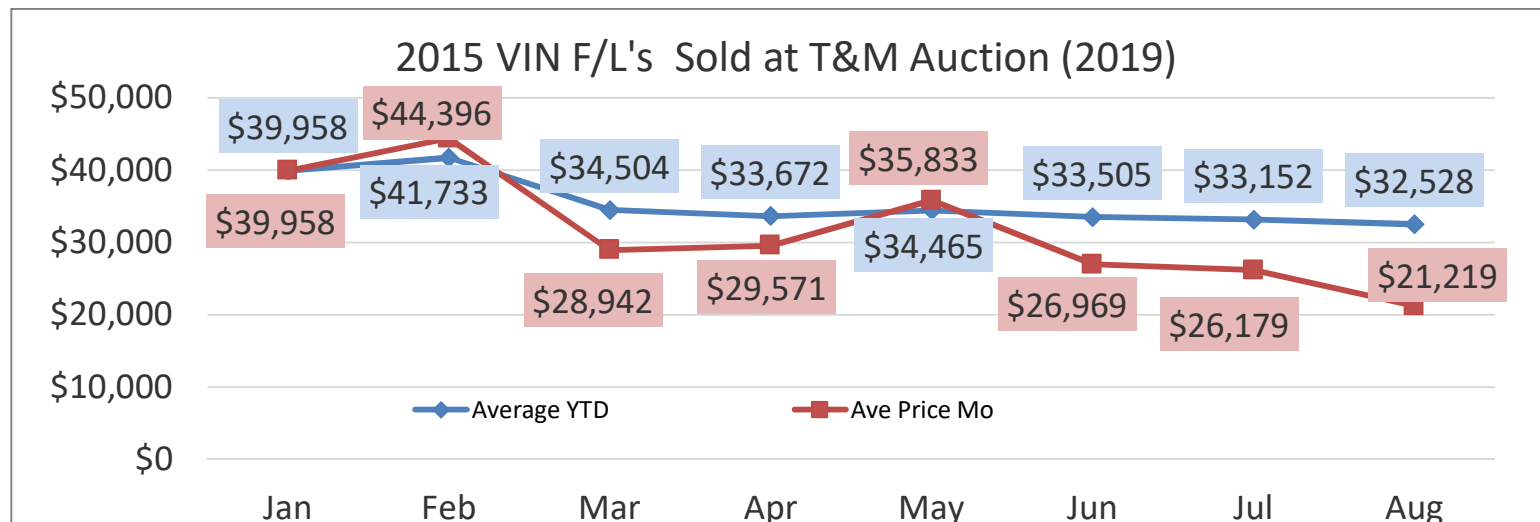 2015 VIN F/L's Sold at T&M Auction (2019)
$50,000
$40,000
$30,000
$20,000
$10,000
$0
$39,958
$41,733
$34,504
$33,672
$34,465
$33,505
$33,152
$32,528
$39,958
$44,396
$28,942
$29,571
$35,833
$26,969
$26,179
$21,219
Average YTD
Ave Price Mo
Jan
Feb
Mar
Apr
May
Jun
Jul
Aug